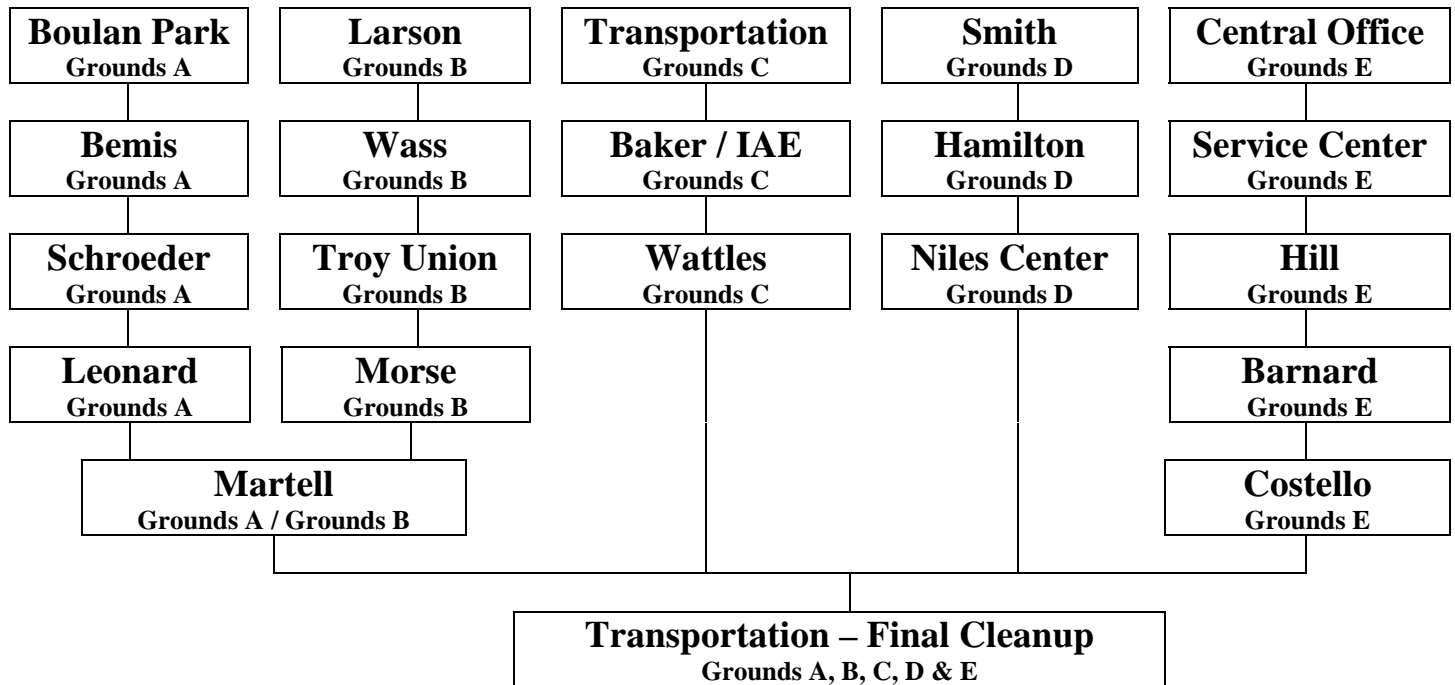 Boulan Park
Grounds A
Larson
Grounds B
Transportation
Grounds C
Smith
Grounds D
Central Office
Grounds E
Bemis
Grounds A
Wass
Grounds B
Baker / IAE
Grounds C
Hamilton
Grounds D
Service Center
Grounds E
Schroeder
Grounds A
Troy Union
Grounds B
Wattles
Grounds C
Niles Center
Grounds D
Hill
Grounds E
Leonard
Grounds A
Morse
Grounds B
Barnard
Grounds E
Martell
Grounds A / Grounds B
Costello
Grounds E
Transportation – Final Cleanup
Grounds A, B, C, D & E